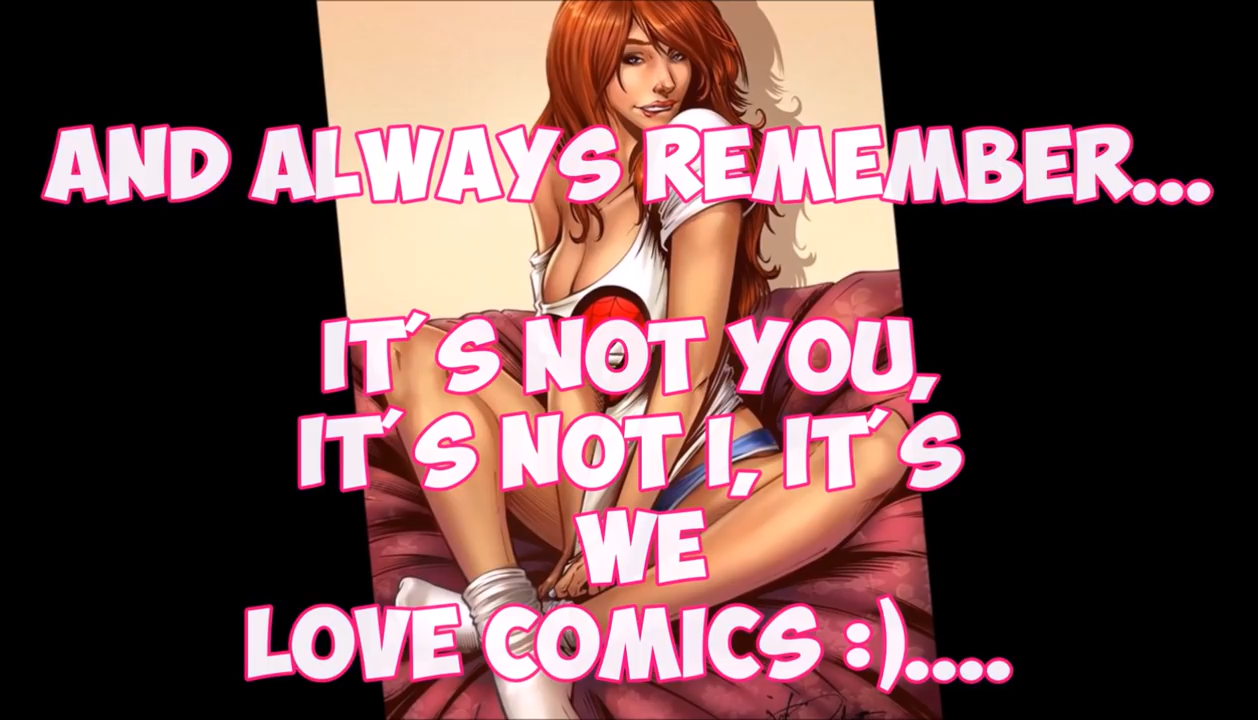 AND ALWAYS REMEMBER...
IT'S NOT YOU,
IT'S NOT I, IT'S
WE
LOVE COMICS :)....